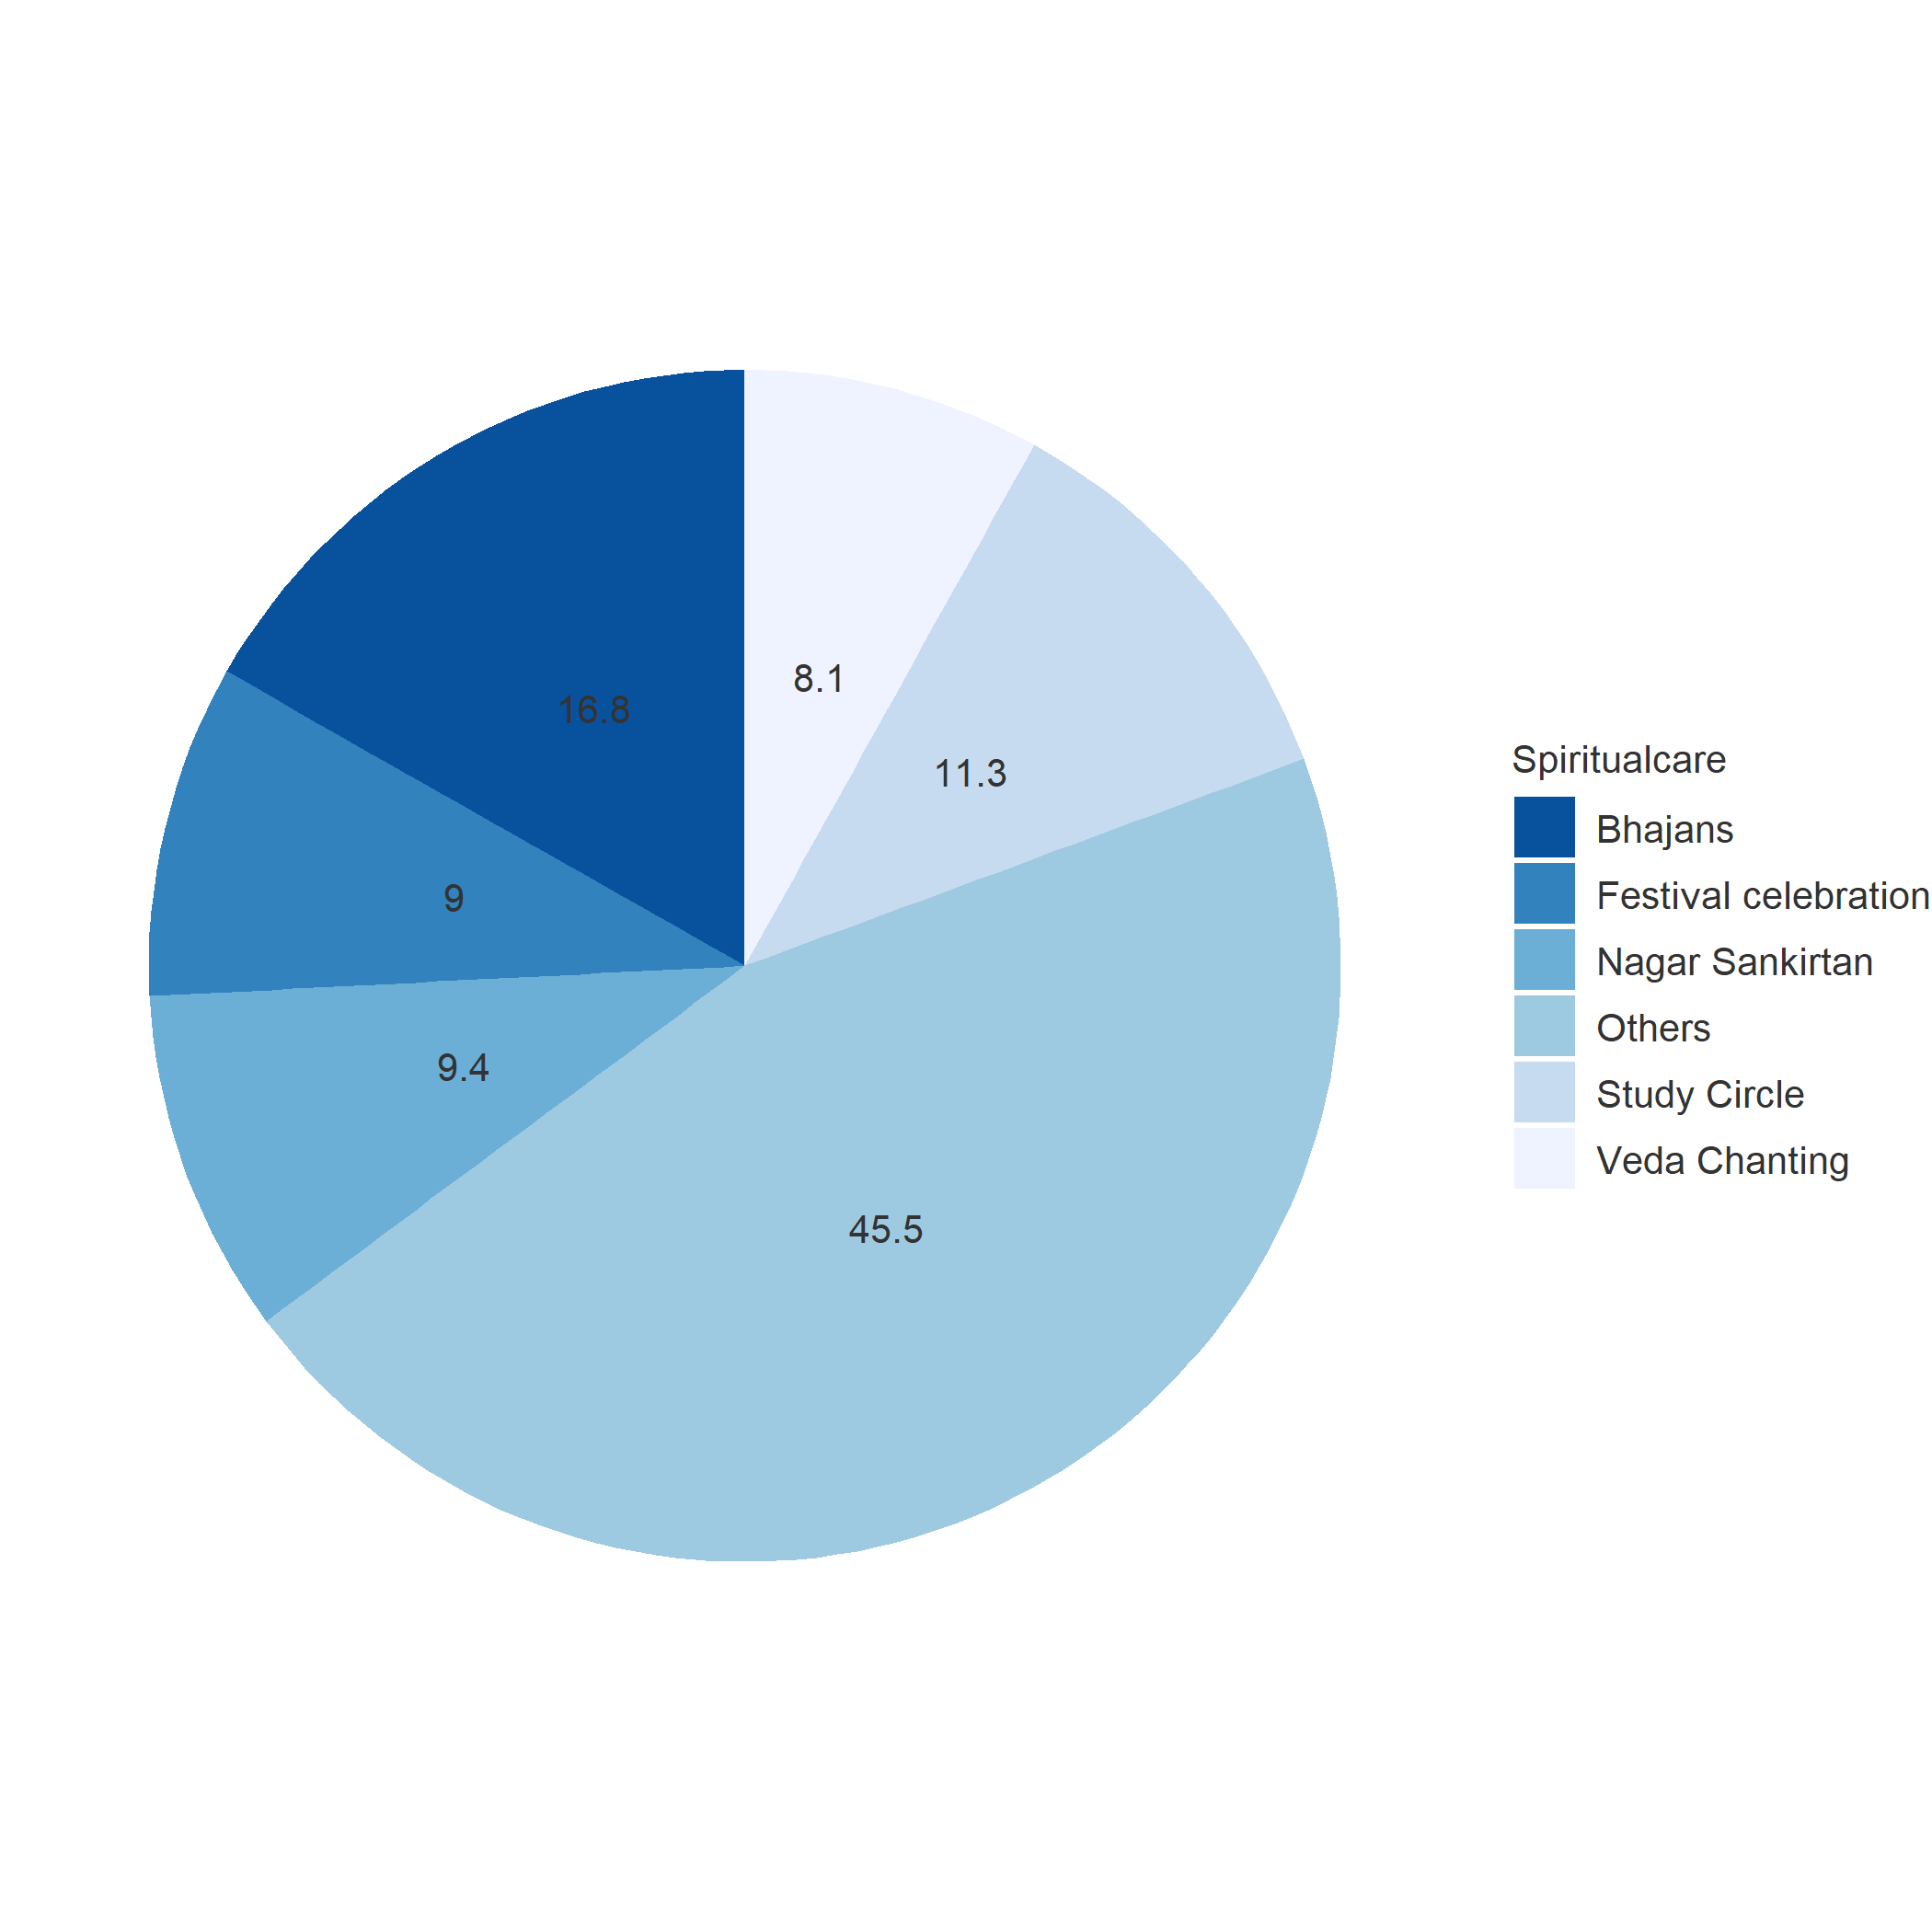 8.1
16.8
11.3
9
9.4
45.5
Spiritualcare
Bhajans
Festival celebration
Nagar Sankirtan
Others
Study Circle
Veda Chanting